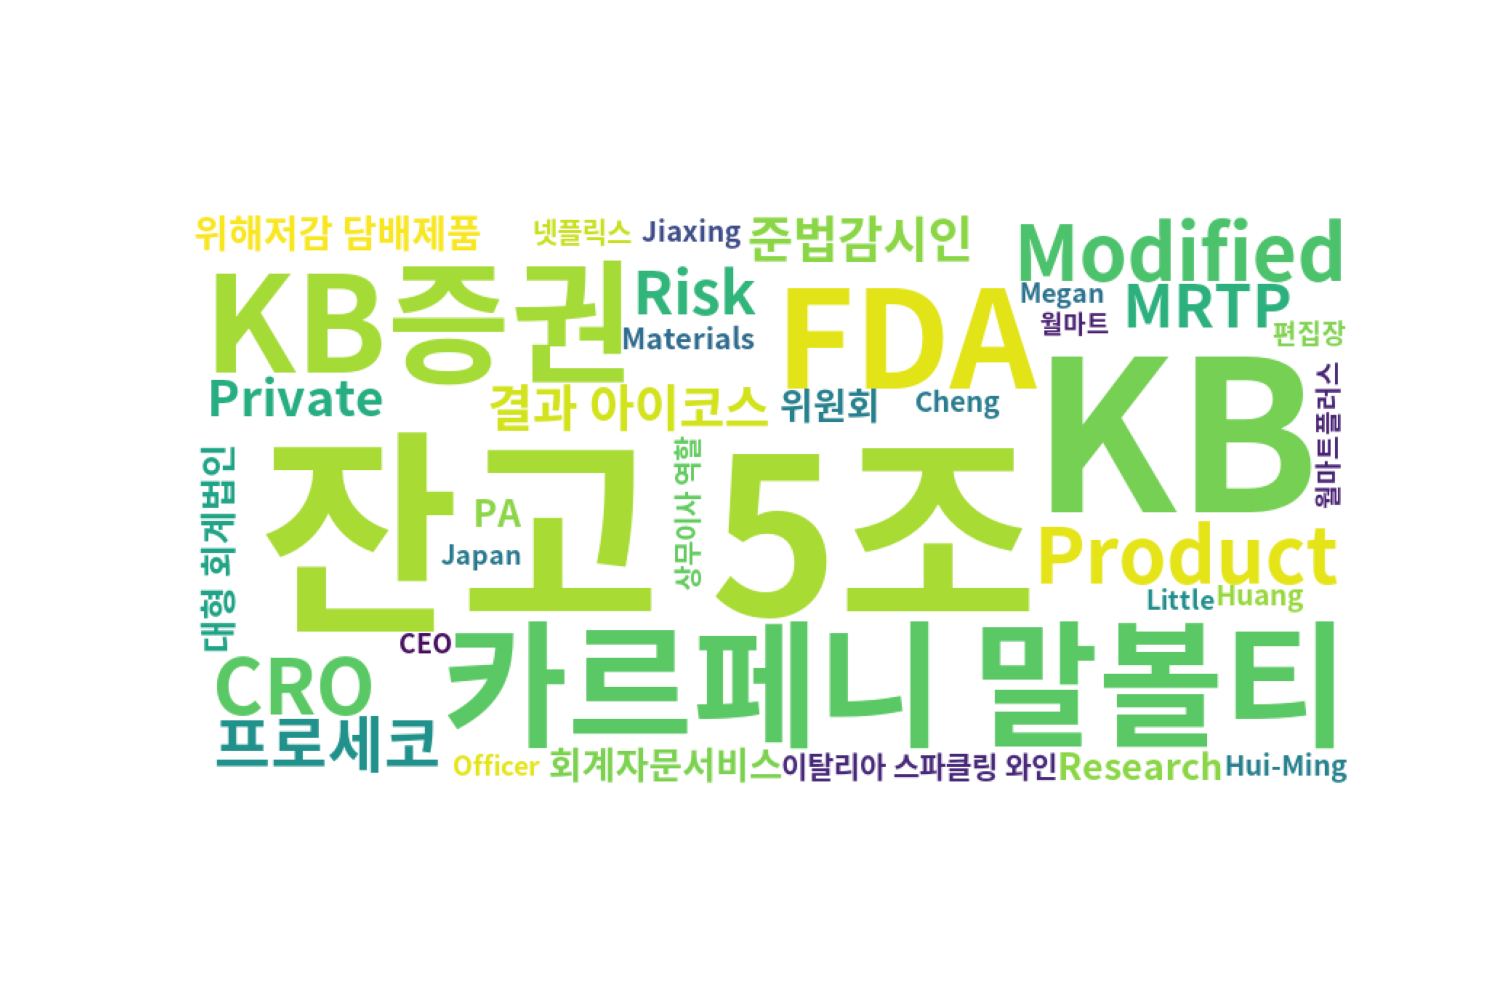 위해저감 담배제품
넷플릭스
Jiaxing
준법감시인
Modified
KB증권
Risk
FDA
Megan
MRTP
월마트
Materials
편집장
Private
결과 아이코스
위원회
Cheng
KB
월마트플러스
대형 회계법인
잔고 5조
PA
상무이사 역할
Japan
Product
Little
Huang
CEO
카르페니 말볼티
CRO
프로세코
Officer
회계자문서비스
이탈리아 스파클링 와인
Research
Hui-Ming